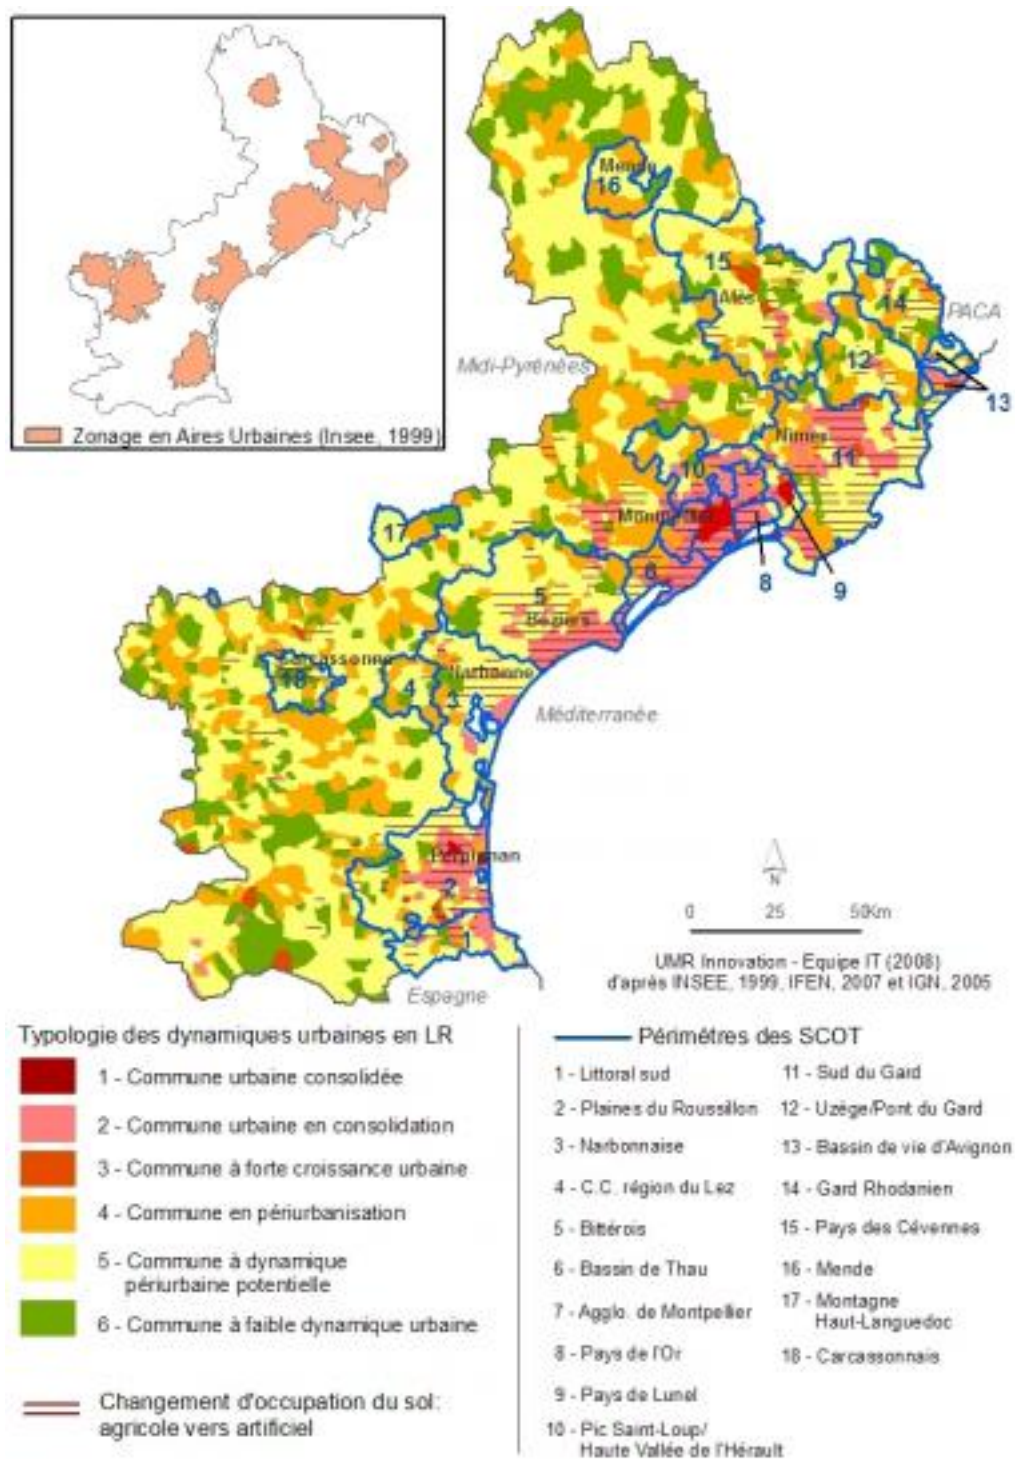 Zonage en Aires Urbaines (Insee, 1999)
Mende
16
15
Alès
14
PACA
Midi-Pyrénées
12
13
Nîmes
11
10
Montpellier
17
6
8
9
5
Béziers
Carcassonne
18
4
Narbonne
3
Méditerranée
Perpignan
2
1
Espagne
N
0 25 50Km
UMR Innovation - Equipe IT (2008)
d'après INSEE, 1999, IFEN, 2007 et IGN, 2005
Typologie des dynamiques urbaines en LR
1 - Commune urbaine consolidée
2 - Commune urbaine en consolidation
3 - Commune à forte croissance urbaine
4 - Commune en périurbanisation
5 - Commune à dynamique
périurbaine potentielle
6 - Commune à faible dynamique urbaine
Changement d'occupation du sol:
agricole vers artificiel
Périmètres des SCOT
1 - Littoral sud
2 - Plaines du Roussillon
3 - Narbonnaise
4 - C.C. région du Lez
5 - Bittérois
6 - Bassin de Thau
7 - Agglo. de Montpellier
8 - Pays de l'Or
9 - Pays de Lunel
10 - Pic Saint-Loup/
Haute Vallée de l'Hérault
11 - Sud du Gard
12 - Uzège/Pont du Gard
13 - Bassin de vie d'Avignon
14 - Gard Rhodanien
15 - Pays des Cévennes
16 - Mende
17 - Montagne
Haut-Languedoc
18 - Carcassonnais